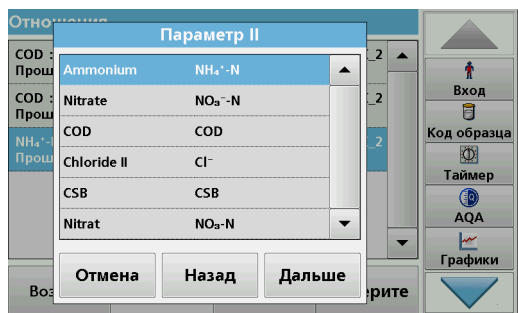 Отношения
Параметр II
COD :
Прош
_2
COD :
Прош
_2
NH₄⁺-N
Прош
_2
Ammonium NH₄⁺-N
Nitrate NO₃⁻-N
COD COD
Chloride II Cl⁻
CSB CSB
Nitrat NO₃-N
Отмена Назад Дальше
Воз
ерите
Вход
Код образца
Таймер
AQA
Графики